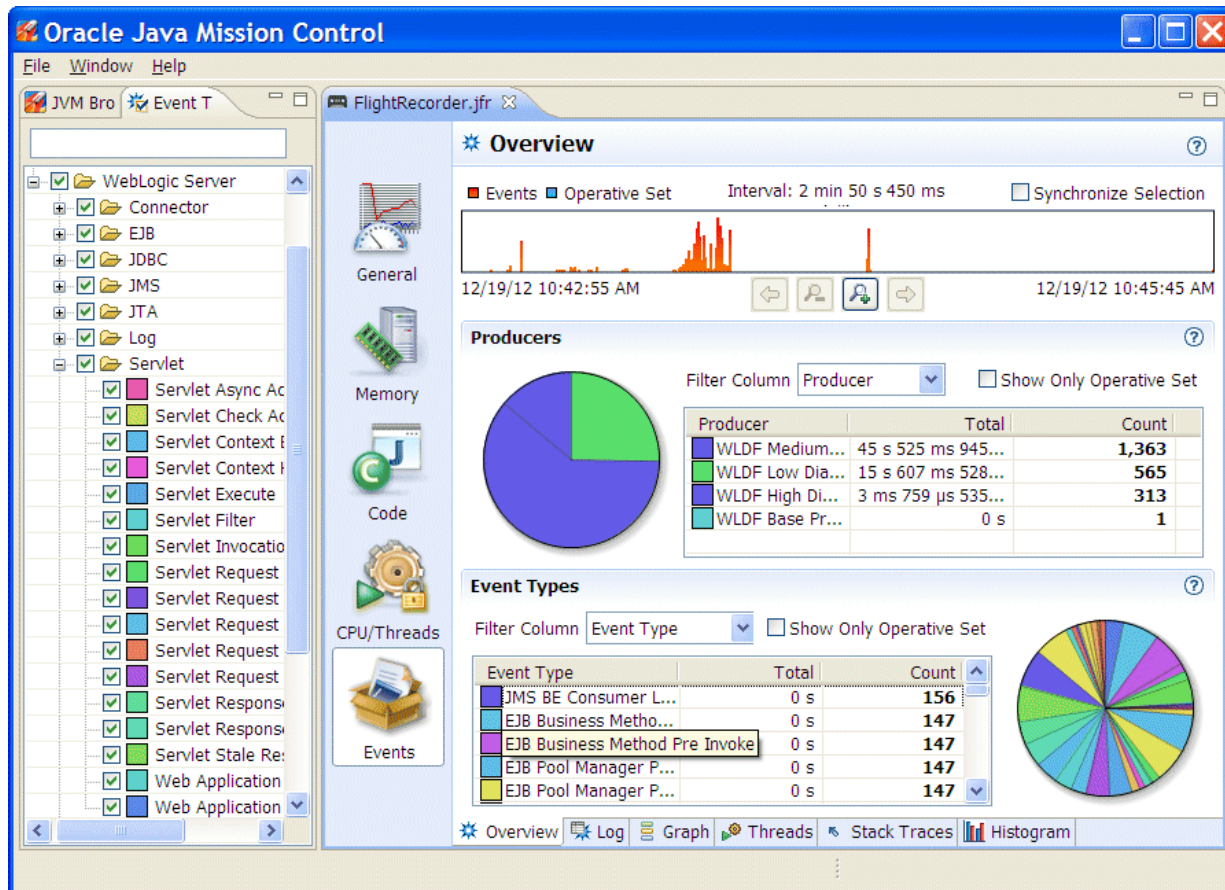 Oracle Java Mission Control
File Window Help
JVM Bro
Event T
WebLogic Server
Connector
EJB
JDBC
JMS
JTA
Log
Servlet
Servlet Async Ac
Servlet Check Ac
Servlet Context E
Servlet Context H
Servlet Execute
Servlet Filter
Servlet Invocatio
Servlet Request
Servlet Request
Servlet Request
Servlet Request
Servlet Request
Servlet Respons
Servlet Respons
Servlet Stale Re
Web Application
Web Application
FlightRecorder.jfr
General
Memory
Code
CPU/Threads
Events
Overview
Events Operative Set Interval: 2 min 50 s 450 ms Synchronize Selection
12/19/12 10:42:55 AM 12/19/12 10:45:45 AM
Producers
Filter Column Producer Show Only Operative Set
Producer Total Count
WLDF Medium... 45 s 525 ms 945... 1,363
WLDF Low Dia... 15 s 607 ms 528... 565
WLDF High Di... 3 ms 759 µs 535... 313
WLDF Base Pr... 0 s 1
Event Types
Filter Column Event Type Show Only Operative Set
Event Type Total Count
JMS BE Consumer L... 0 s 156
EJB Business Metho... 0 s 147
EJB Business Method Pre Invoke 0 s 147
EJB Pool Manager P... 0 s 147
EJB Pool Manager P... 0 s 147
Overview Log Graph Threads Stack Traces Histogram